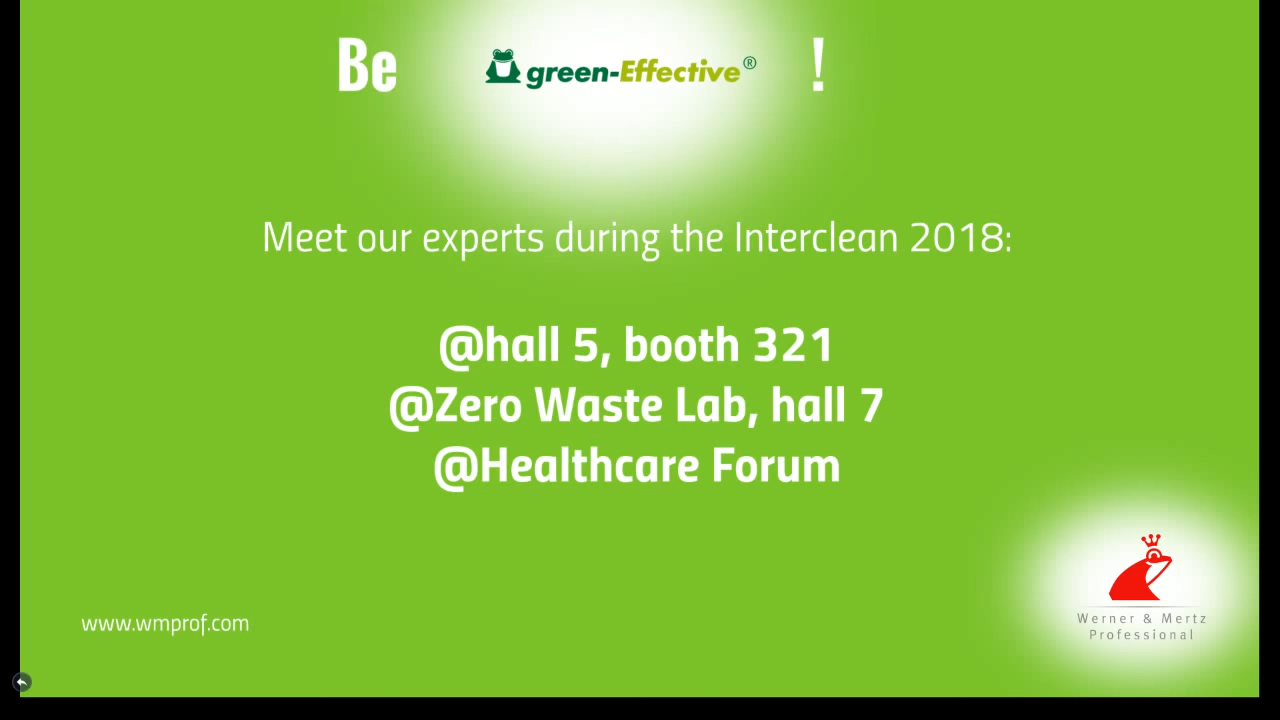 Be green-Effective® !
Meet our experts during the Interclean 2018:
@hall 5, booth 321
@Zero Waste Lab, hall 7
@Healthcare Forum
www.wmprof.com
Werner & Mertz
Professional